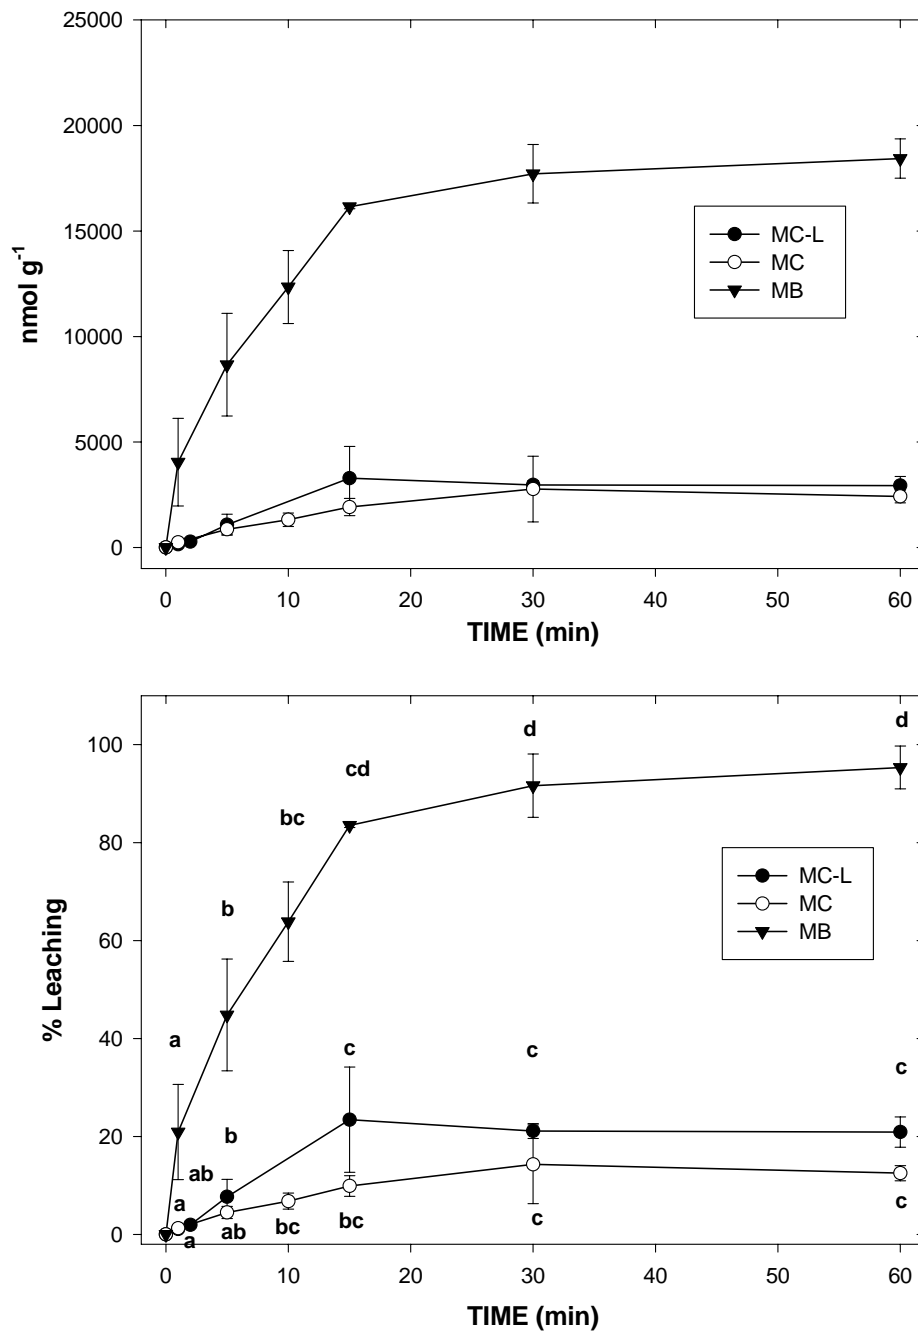 25000
20000
15000
10000
5000
0
nmol g⁻¹
MC-L
MC
MB
0 10 20 30 40 50 60
TIME (min)
100
80
60
40
20
0
% Leaching
d d
cd
bc
b
a
c c c
b
ab
a
a ab bc bc c c
MC-L
MC
MB
0 10 20 30 40 50 60
TIME (min)